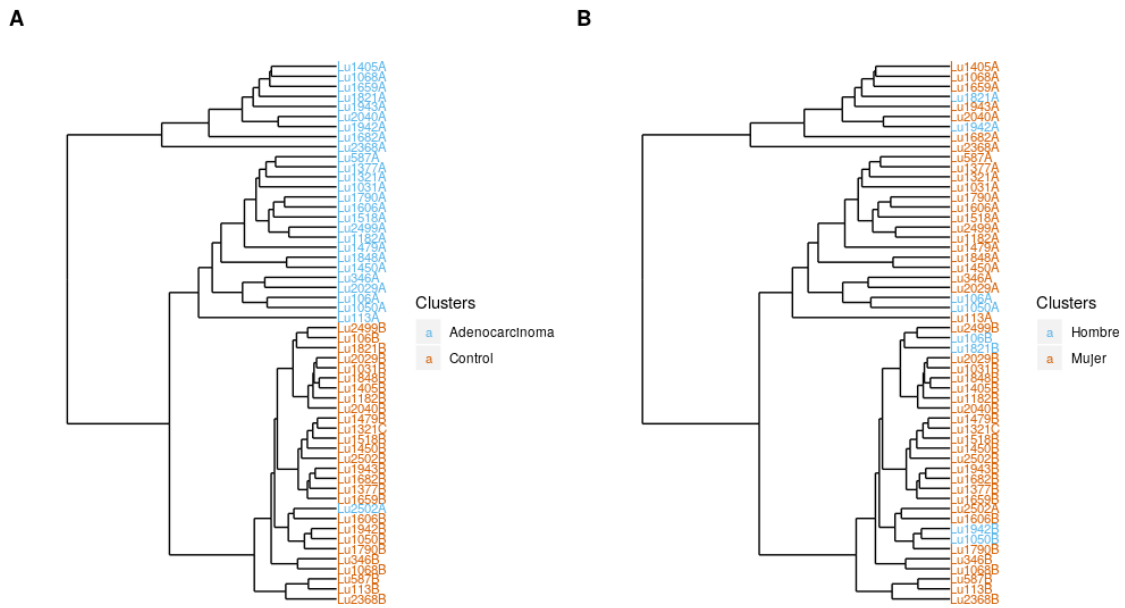 A
Lu1405A
Lu1068A
Lu1659A
Lu1821A
Lu1943A
Lu2040A
Lu1942A
Lu1682A
Lu2368A
Lu587A
Lu1377A
Lu1321A
Lu1031A
Lu1790A
Lu1606A
Lu1518A
Lu2499A
Lu1182A
Lu1479A
Lu1848A
Lu1450A
Lu346A
Lu2029A
Lu106A
Lu1050A
Lu113A
Lu2499B
Lu106B
Lu1821B
Lu2029B
Lu1031B
Lu1848B
Lu1405B
Lu1182B
Lu2040B
Lu1479B
Lu1321C
Lu1518B
Lu1450B
Lu2502B
Lu1943B
Lu1682B
Lu1377B
Lu1659B
Lu2502A
Lu1606B
Lu1942B
Lu1050B
Lu1790B
Lu346B
Lu1068B
Lu587B
Lu113B
Lu2368B
Clusters
a Adenocarcinoma
a Control
B
Lu1405A
Lu1068A
Lu1659A
Lu1821A
Lu1943A
Lu2040A
Lu1942A
Lu1682A
Lu2368A
Lu587A
Lu1377A
Lu1321A
Lu1031A
Lu1790A
Lu1606A
Lu1518A
Lu2499A
Lu1182A
Lu1479A
Lu1848A
Lu1450A
Lu346A
Lu2029A
Lu106A
Lu1050A
Lu113A
Lu2499B
Lu106B
Lu1821B
Lu2029B
Lu1031B
Lu1848B
Lu1405B
Lu1182B
Lu2040B
Lu1479B
Lu1321C
Lu1518B
Lu1450B
Lu2502B
Lu1943B
Lu1682B
Lu1377B
Lu1659B
Lu2502A
Lu1606B
Lu1942B
Lu1050B
Lu1790B
Lu346B
Lu1068B
Lu587B
Lu113B
Lu2368B
Clusters
a Hombre
a Mujer